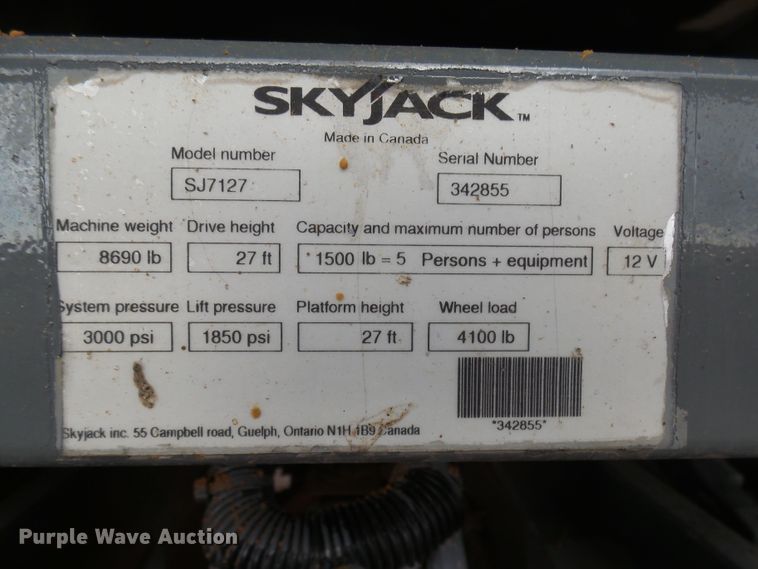 SKYJACK™
Made in Canada
Model number Serial Number
SJ7127 342855
Machine weight Drive height Capacity and maximum number of persons Voltage
8690 lb 27 ft *1500 lb = 5 Persons + equipment 12 V
System pressure Lift pressure Platform height Wheel load
3000 psi 1850 psi 27 ft 4100 lb
*342855*
Skyjack inc. 55 Campbell road, Guelph, Ontario N1H 1B9 Canada
Purple Wave Auction